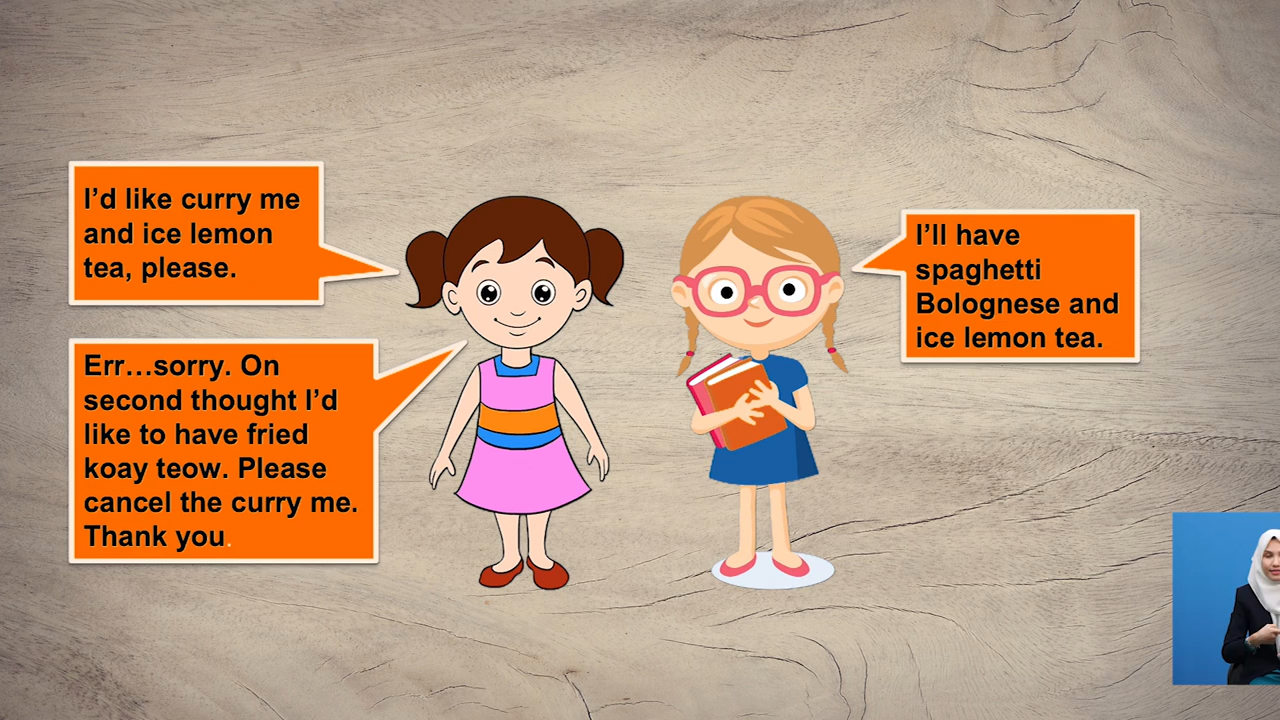 I’d like curry me
and ice lemon
tea, please.
Err…sorry. On
second thought I’d
like to have fried
koay teow. Please
cancel the curry me.
Thank you.
I’ll have
spaghetti
Bolognese and
ice lemon tea.